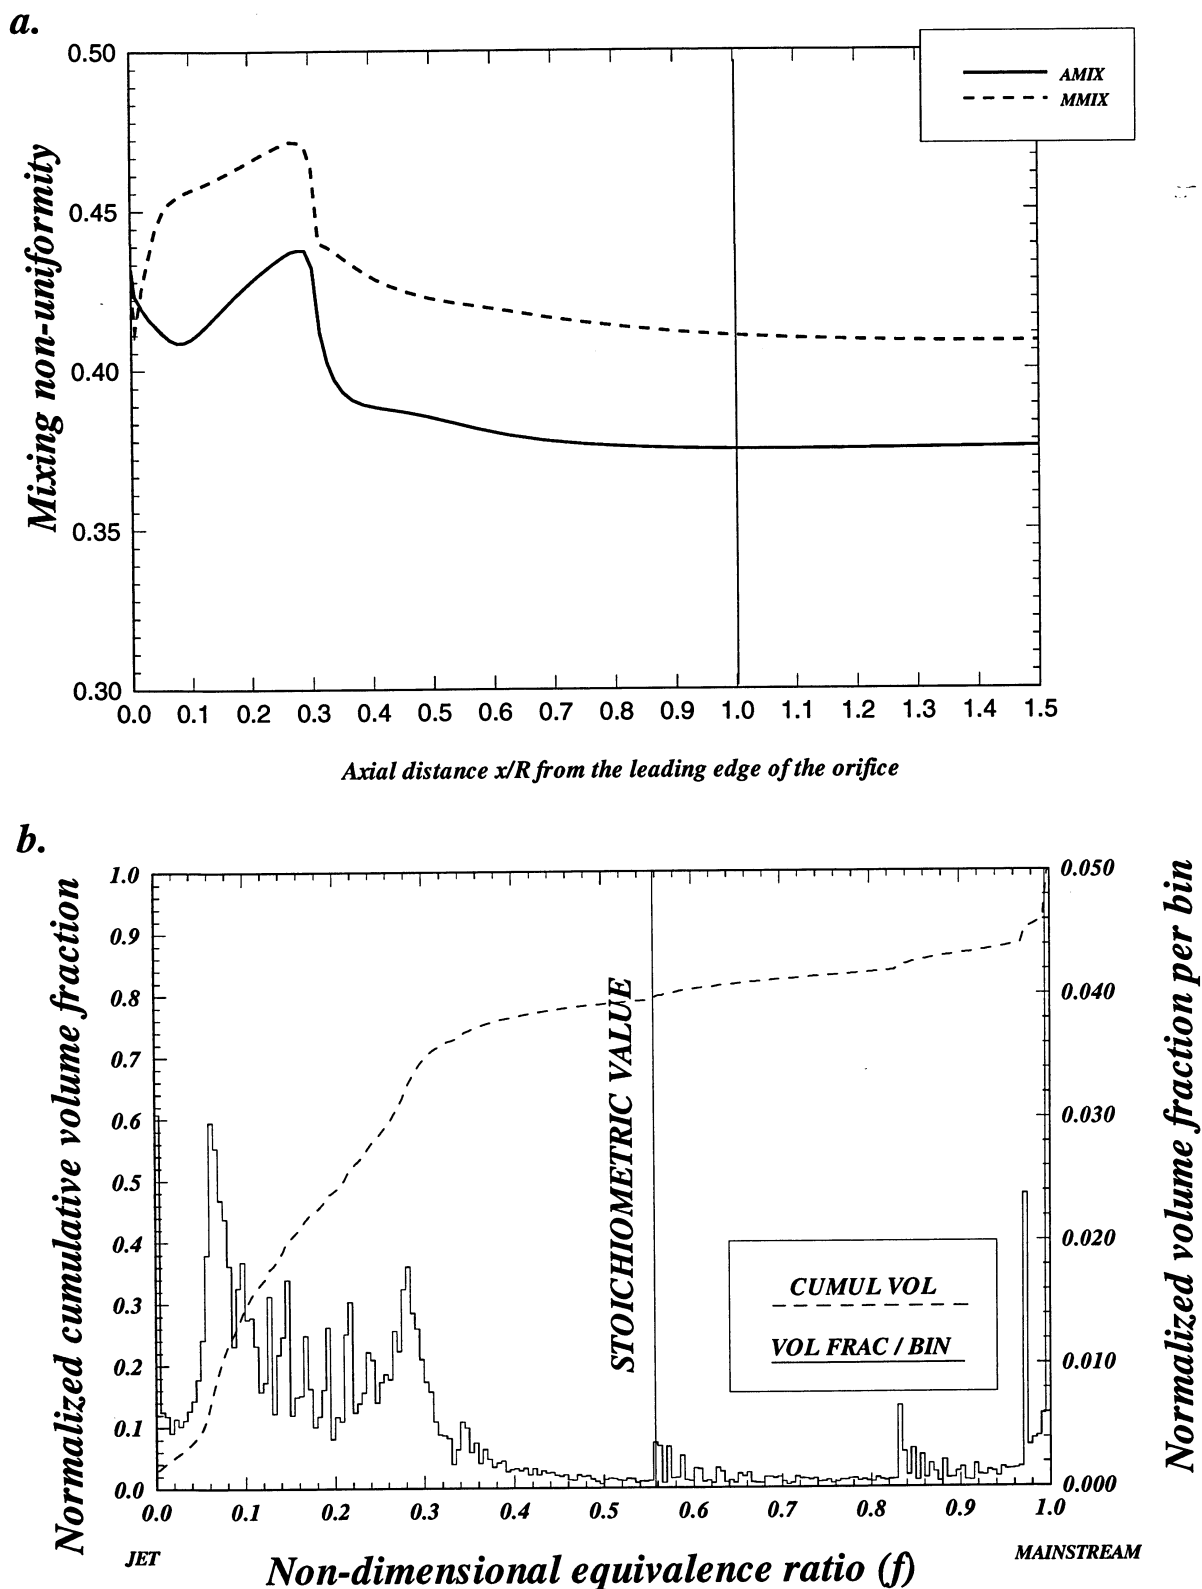 a.
0.50
0.45
0.40
0.35
0.30
Mixing non-uniformity
AMIX
MMIX
0.0 0.1 0.2 0.3 0.4 0.5 0.6 0.7 0.8 0.9 1.0 1.1 1.2 1.3 1.4 1.5
Axial distance x/R from the leading edge of the orifice
b.
Normalized cumulative volume fraction
1.0
0.9
0.8
0.7
0.6
0.5
0.4
0.3
0.2
0.1
0.0
STOICHIOMETRIC VALUE
CUMUL VOL
VOL FRAC / BIN
0.050
0.040
0.030
0.020
0.010
0.000
Normalized volume fraction per bin
0.0 0.1 0.2 0.3 0.4 0.5 0.6 0.7 0.8 0.9 1.0
JET
MAINSTREAM
Non-dimensional equivalence ratio (f)